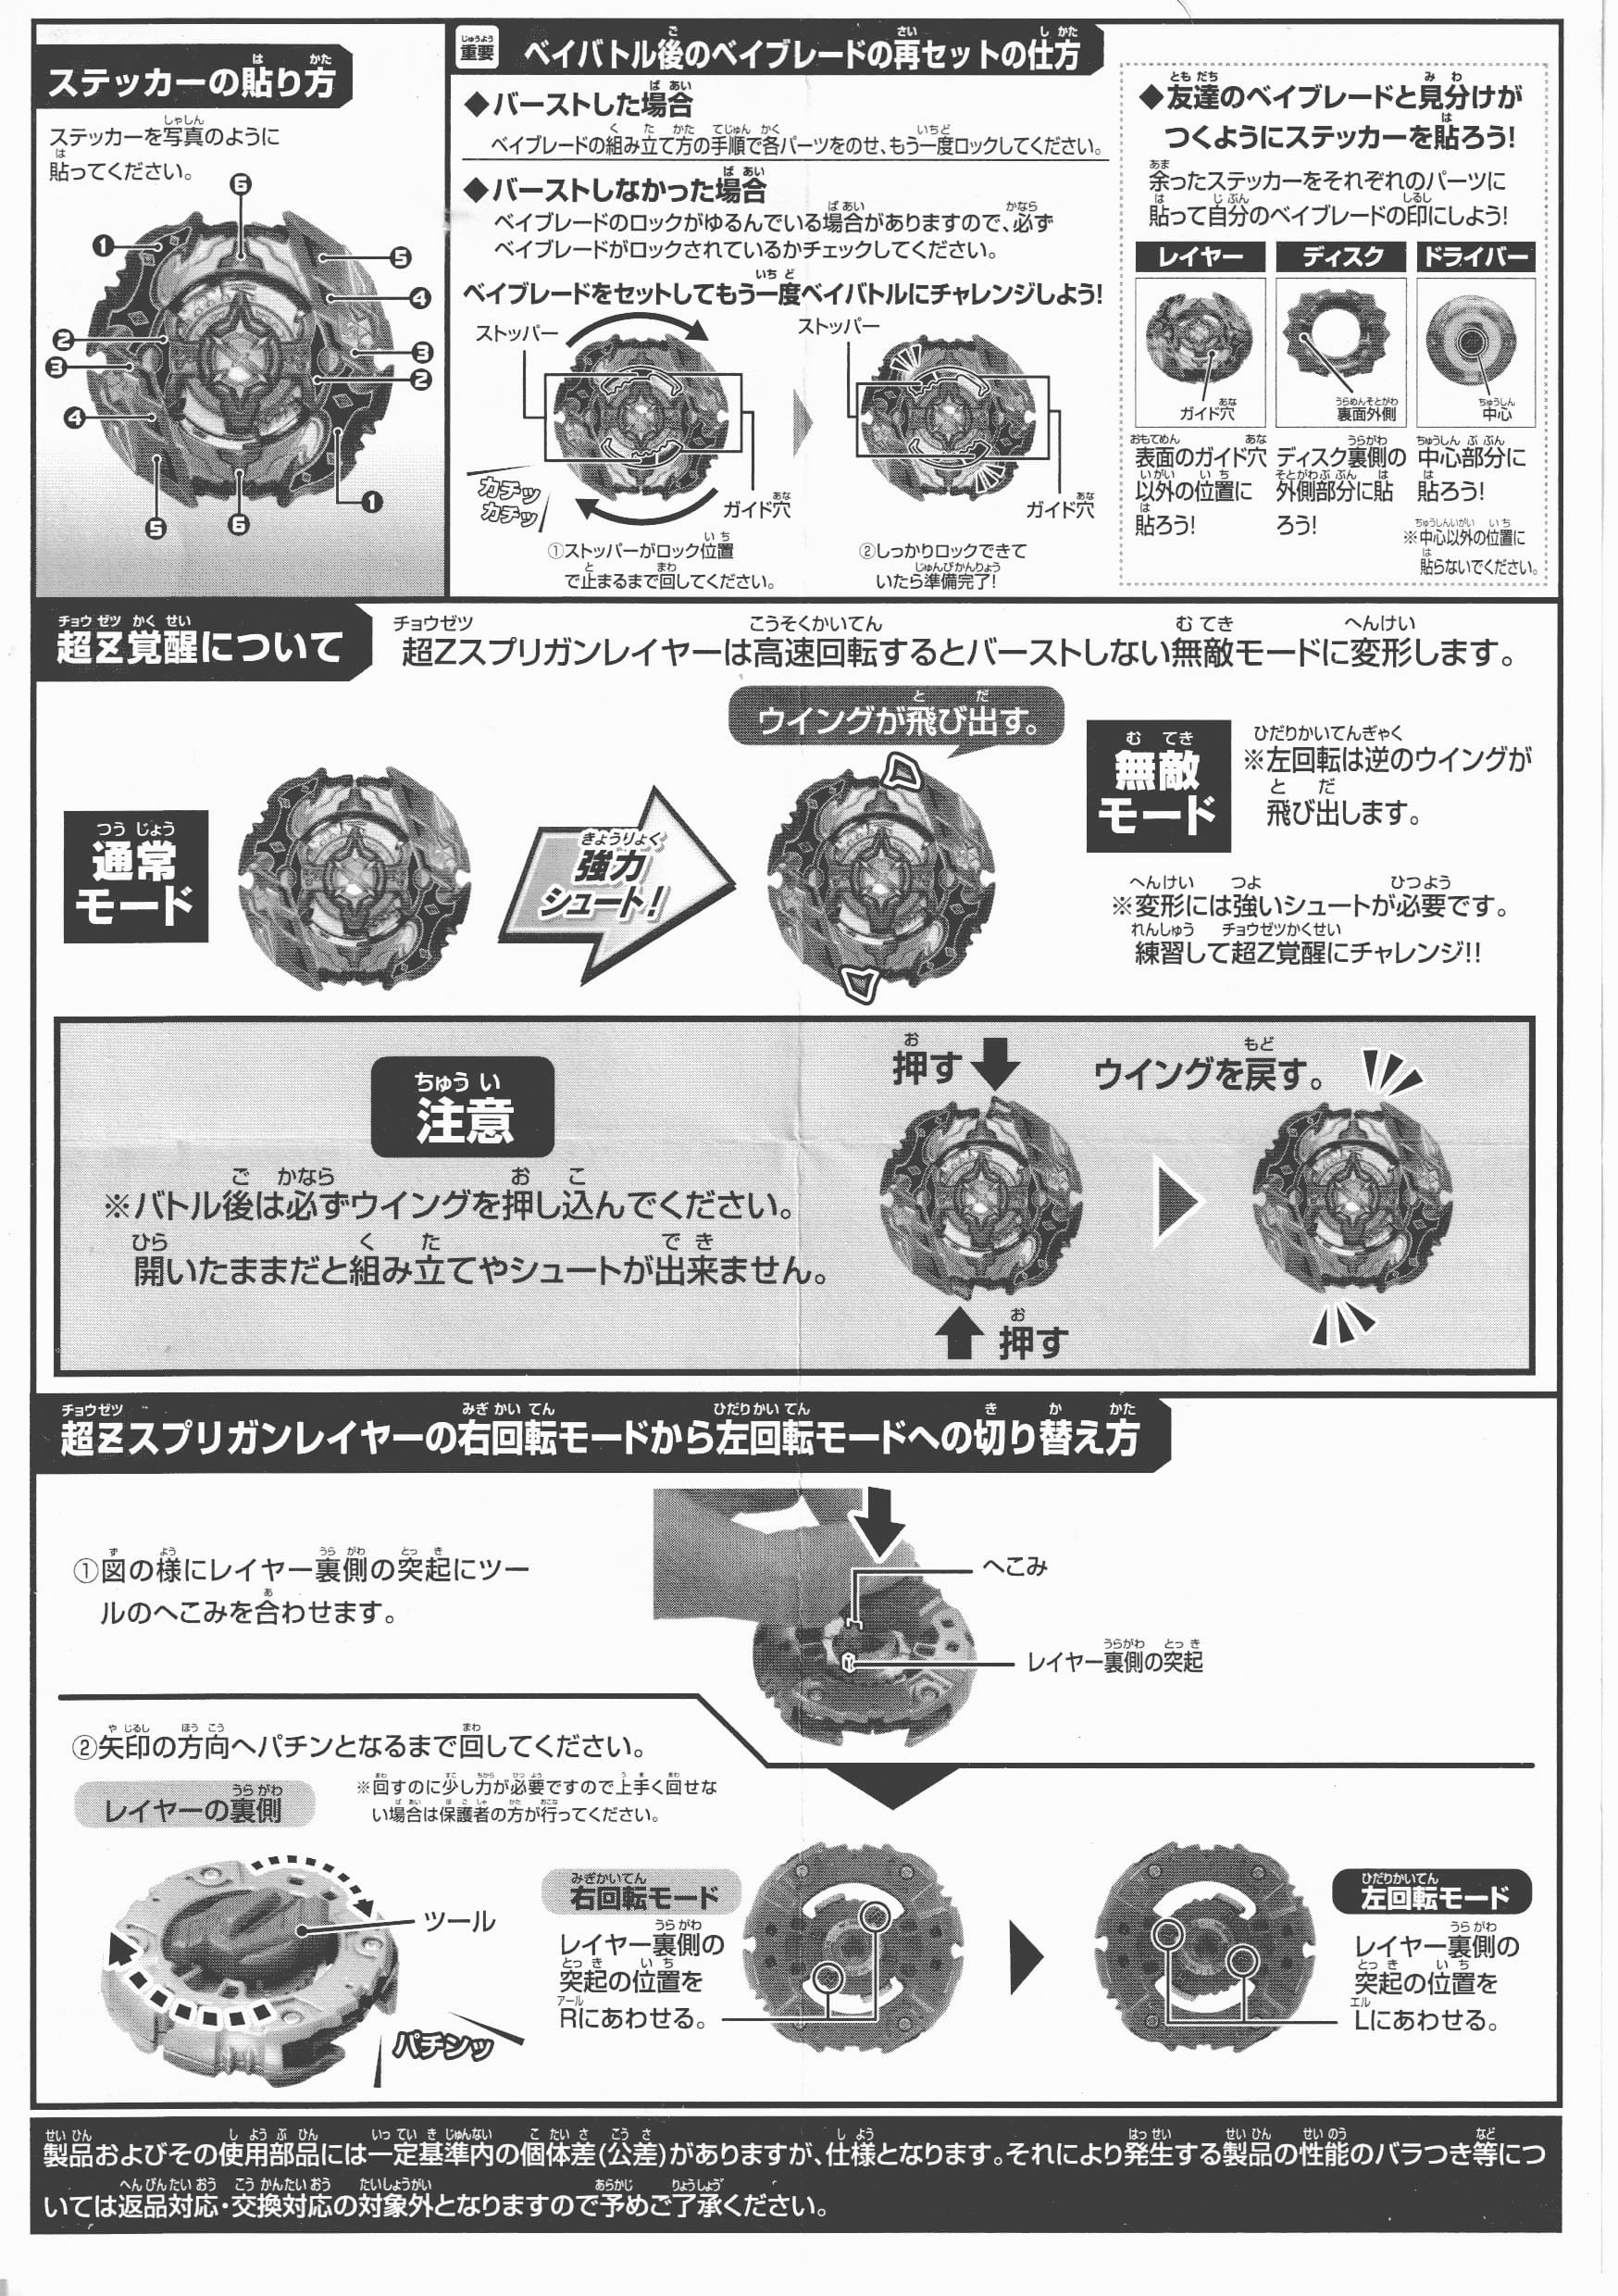 ステッカーの貼り方
ステッカーを写真のように
貼ってください。
❻
❶
❺
❹
❷
❸
❸
❷
❹
❶
❺
❻
重要
ベイバトル後のベイブレードの再セットの仕方
◆バーストした場合
ベイブレードの組み立て方の手順で各パーツをのせ、もう一度ロックしてください。
◆バーストしなかった場合
ベイブレードのロックがゆるんでいる場合がありますので、必ず
ベイブレードがロックされているかチェックしてください。
ベイブレードをセットしてもう一度ベイバトルにチャレンジしよう!
ストッパー
ストッパー
カチッ
カチッ
ガイド穴
ガイド穴
①ストッパーがロック位置
で止まるまで回してください。
②しっかりロックできて
いたら準備完了!
◆友達のベイブレードと見分けが
つくようにステッカーを貼ろう!
余ったステッカーをそれぞれのパーツに
貼って自分のベイブレードの印にしよう!
レイヤー
ディスク
ドライバー
ガイド穴
裏面外側
中心
表面のガイド穴
以外の位置に
貼ろう!
ディスク裏側の
外側部分に貼
ろう!
中心部分に
貼ろう!
※中心以外の位置に
貼らないでください。
超Z覚醒について
超Zスプリガンレイヤーは高速回転するとバーストしない無敵モードに変形します。
ウイングが飛び出す。
通常
モード
強力
シュート!
無敵
モード
※左回転は逆のウイングが
飛び出します。
※変形には強いシュートが必要です。
練習して超Z覚醒にチャレンジ!!
注意
※バトル後は必ずウイングを押し込んでください。
開いたままだと組み立てやシュートが出来ません。
押す
ウイングを戻す。
押す
超Zスプリガンレイヤーの右回転モードから左回転モードへの切り替え方
①図の様にレイヤー裏側の突起にツー
ルのへこみを合わせます。
へこみ
レイヤー裏側の突起
②矢印の方向へパチンとなるまで回してください。
※回すのに少し力が必要ですので上手く回せな
い場合は保護者の方が行ってください。
レイヤーの裏側
ツール
パチンッ
右回転モード
レイヤー裏側の
突起の位置を
Rにあわせる。
左回転モード
レイヤー裏側の
突起の位置を
Lにあわせる。
製品およびその使用部品には一定基準内の個体差(公差)がありますが、仕様となります。それにより発生する製品の性能のバラつき等につ
いては返品対応・交換対応の対象外となりますので予めご了承ください。